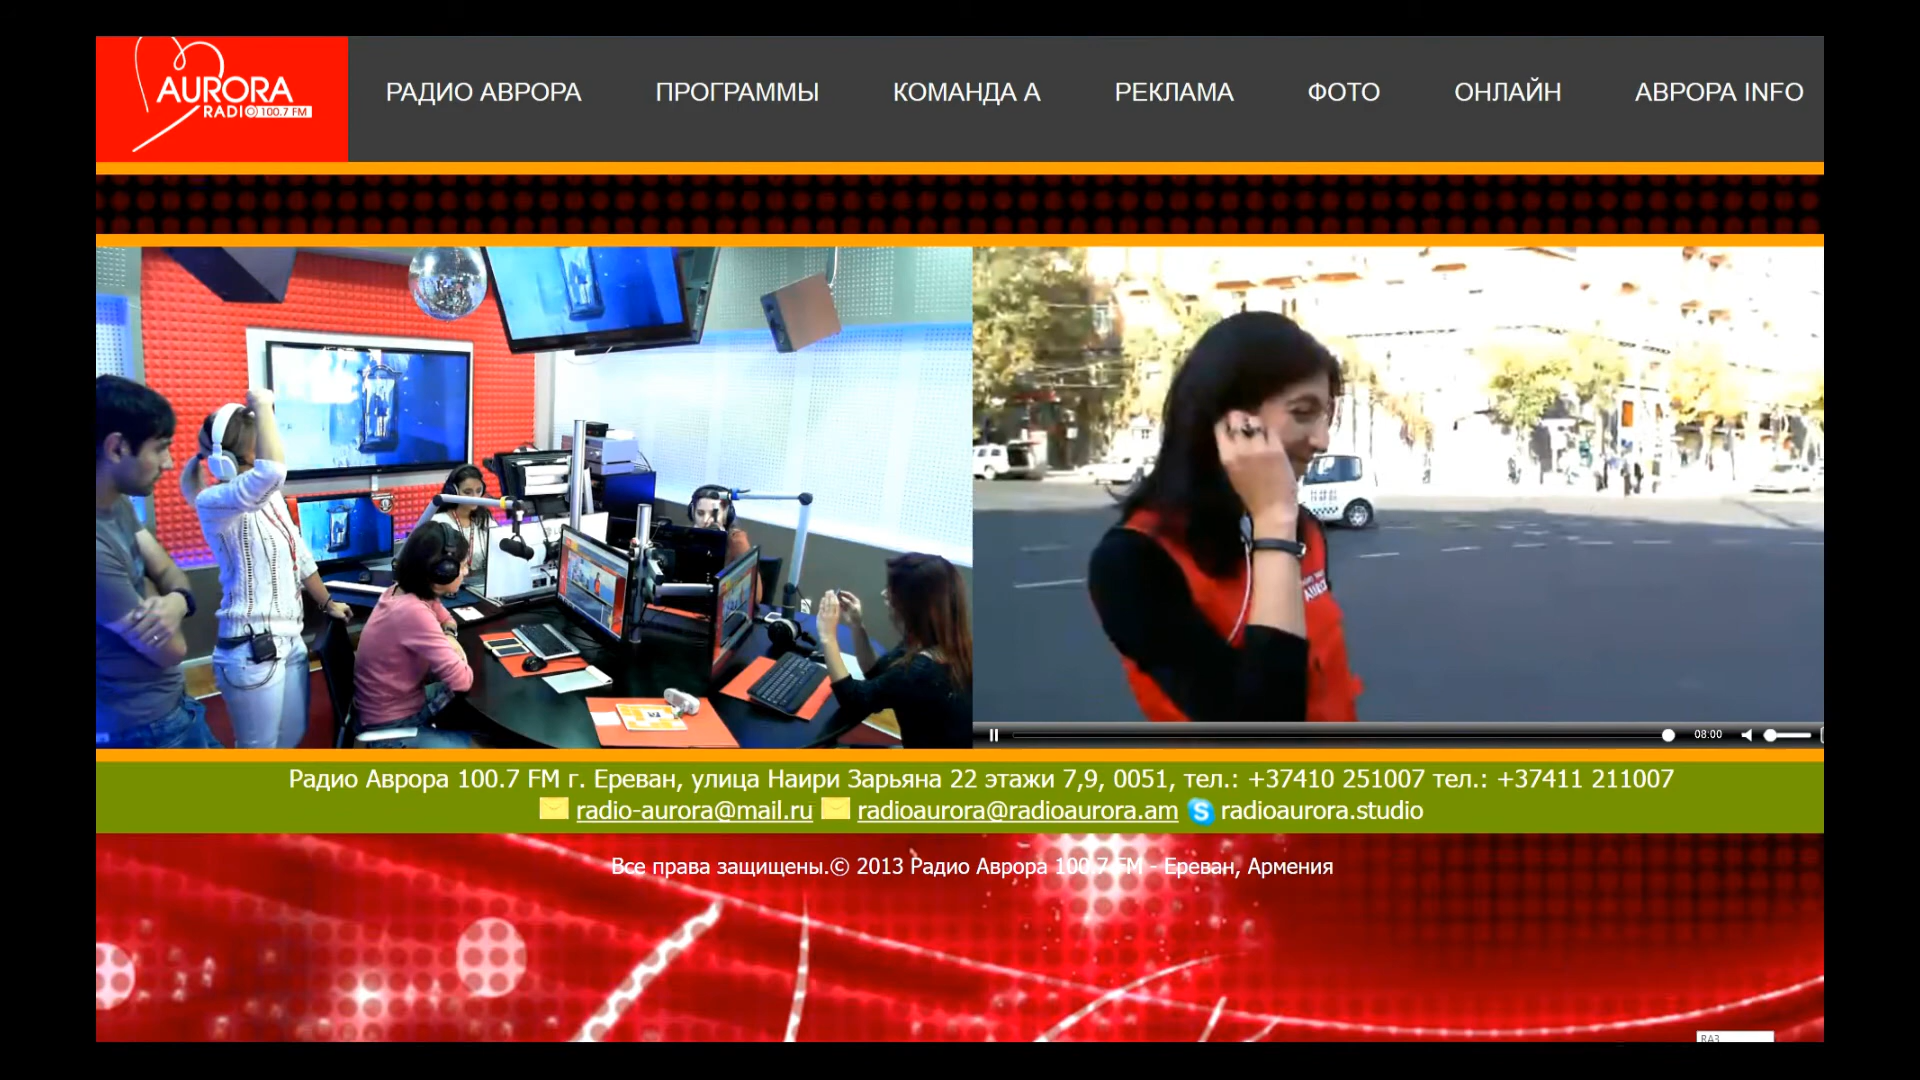 AURORA
RADIO 100.7 FM
РАДИО АВРОРА
ПРОГРАММЫ
КОМАНДА А
РЕКЛАМА
ФОТО
ОНЛАЙН
АВРОРА INFO
08:00
Радио Аврора 100.7 FM г. Ереван, улица Наири Зарьяна 22 этажи 7,9, 0051, тел.: +37410 251007 тел.: +37411 211007
radio-aurora@mail.ru radioaurora@radioaurora.am radioaurora.studio
Все права защищены.© 2013 Радио Аврора 100.7 FM - Ереван, Армения